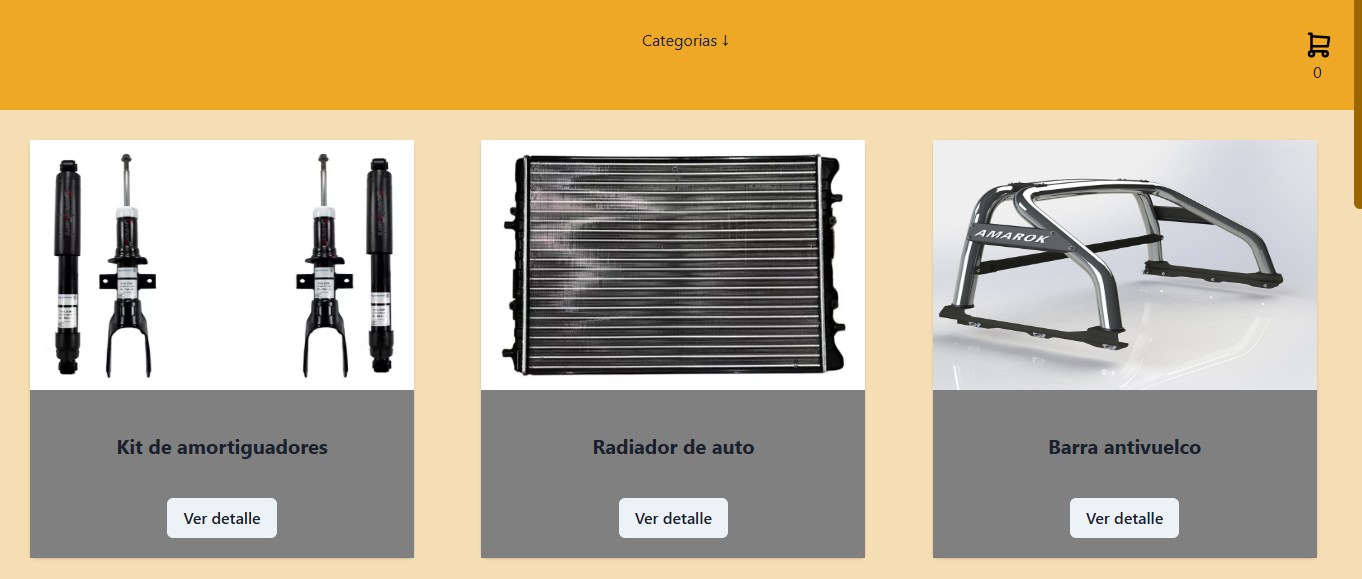 Categorias ↓
0
AMAROK
Kit de amortiguadores
Radiador de auto
Barra antivuelco
Ver detalle
Ver detalle
Ver detalle